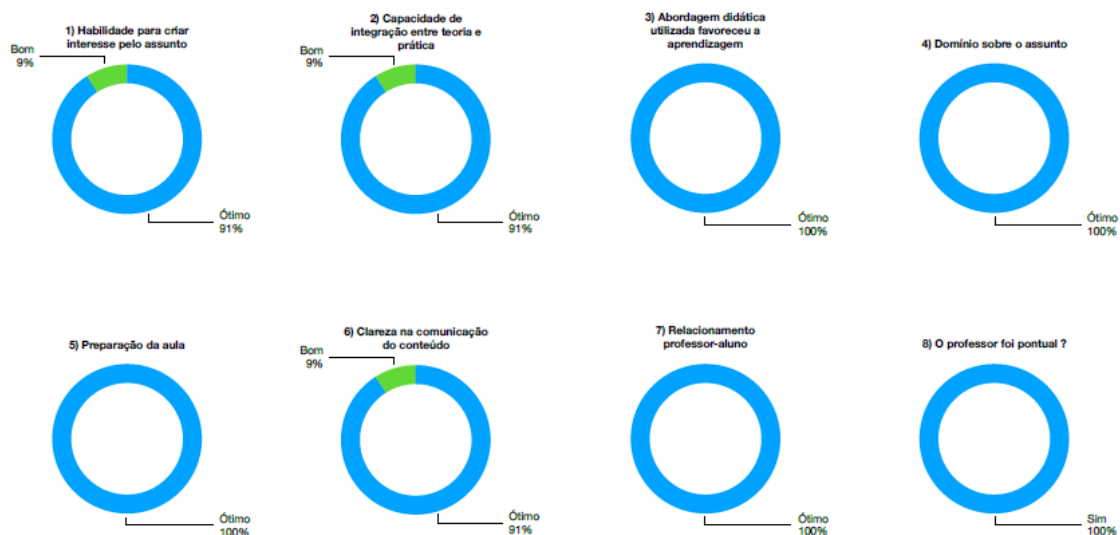 1) Habilidade para criar
interesse pelo assunto
Bom
9%
Ótimo
91%
2) Capacidade de
integração entre teoria e
prática
Bom
9%
Ótimo
91%
3) Abordagem didática
utilizada favoreceu a
aprendizagem
Ótimo
100%
4) Domínio sobre o assunto
Ótimo
100%
5) Preparação da aula
Ótimo
100%
6) Clareza na comunicação
do conteúdo
Bom
9%
Ótimo
91%
7) Relacionamento
professor-aluno
Ótimo
100%
8) O professor foi pontual ?
Sim
100%